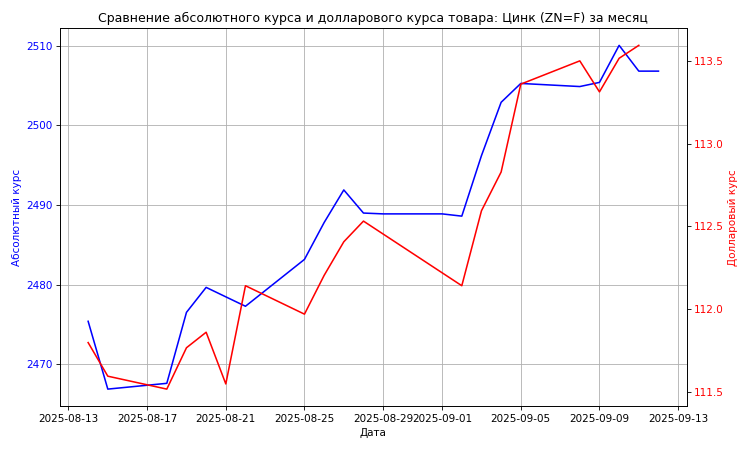 Сравнение абсолютного курса и долларового курса товара: Цинк (ZN=F) за месяц
2510
2500
2490
2480
2470
Абсолютный курс
113.5
113.0
112.5
112.0
111.5
Долларовый курс
2025-08-13 2025-08-17 2025-08-21 2025-08-25 2025-08-29 2025-09-01 2025-09-05 2025-09-09 2025-09-13
Дата